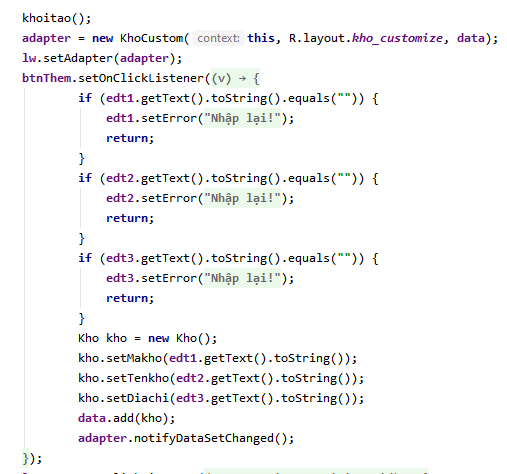 khoitao();
adapter = new KhoCustom( context: this, R.layout.kho_customize, data);
lw.setAdapter(adapter);
btnThem.setOnClickListener((v) → {
if (edt1.getText().toString().equals("")) {
edt1.setError("Nhập lại!");
return;
}
if (edt2.getText().toString().equals("")) {
edt2.setError("Nhập lại!");
return;
}
if (edt3.getText().toString().equals("")) {
edt3.setError("Nhập lại!");
return;
}
Kho kho = new Kho();
kho.setMakho(edt1.getText().toString());
kho.setTenkho(edt2.getText().toString());
kho.setDiachi(edt3.getText().toString());
data.add(kho);
adapter.notifyDataSetChanged();
});